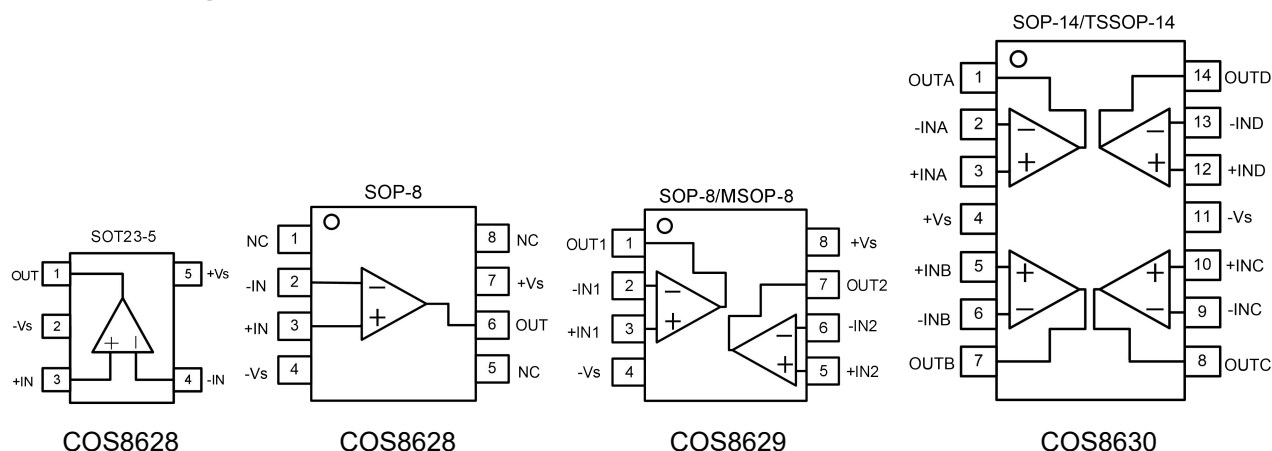 SOT23-5
OUT 1 5 +Vs
-Vs 2
+IN 3 4 -IN
+ −
COS8628
SOP-8
NC 1 8 NC
-IN 2 7 +Vs
+IN 3 6 OUT
-Vs 4 5 NC
−
+
COS8628
SOP-8/MSOP-8
OUT1 1 8 +Vs
-IN1 2 7 OUT2
+IN1 3 6 -IN2
-Vs 4 5 +IN2
− −
+ +
COS8629
SOP-14/TSSOP-14
OUTA 1 14 OUTD
-INA 2 − − 13 -IND
+INA 3 + + 12 +IND
+Vs 4 11 -Vs
+INB 5 + + 10 +INC
-INB 6 − − 9 -INC
OUTB 7 8 OUTC
COS8630